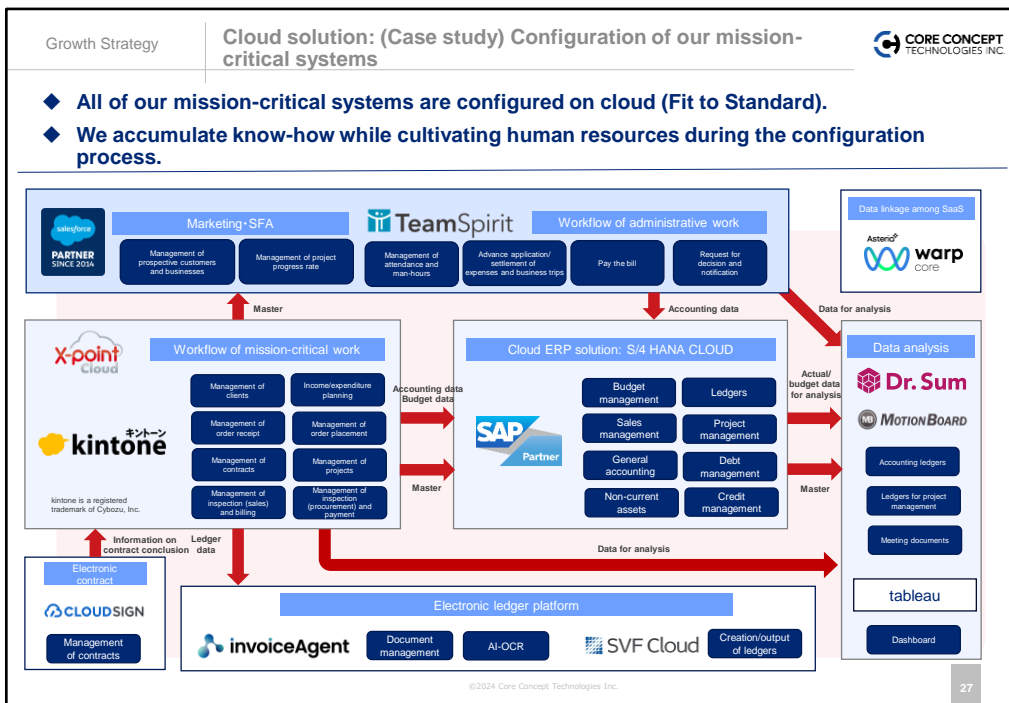 Growth Strategy
Cloud solution: (Case study) Configuration of our mission-
critical systems
CORE CONCEPT
TECHNOLOGIES INC.
◆ All of our mission-critical systems are configured on cloud (Fit to Standard).
◆ We accumulate know-how while cultivating human resources during the configuration
process.
salesforce
PARTNER
SINCE 2014
Marketing・SFA
Management of
prospective customers
and businesses
Management of project
progress rate
TeamSpirit
Workflow of administrative work
Management of
attendance and
man-hours
Advance application/
settlement of
expenses and business trips
Pay the bill
Request for
decision and
notification
Data linkage among SaaS
Asteria
warp
core
Master
Accounting data
Data for analysis
X-point
Cloud
Workflow of mission-critical work
キントーン
kintone
kintone is a registered
trademark of Cybozu, Inc.
Management of
clients
Income/expenditure
planning
Management of
order receipt
Management of
order placement
Management of
contracts
Management of
projects
Management of
inspection (sales)
and billing
Management of
inspection
(procurement) and
payment
Accounting data
Budget data
Master
Cloud ERP solution: S/4 HANA CLOUD
SAP
Partner
Budget
management
Ledgers
Sales
management
Project
management
General
accounting
Debt
management
Non-current
assets
Credit
management
Actual/
budget data
for analysis
Master
Data analysis
Dr. Sum
MB
MOTIONBOARD
Accounting ledgers
Ledgers for project
management
Meeting documents
tableau
Dashboard
Information on
contract conclusion
Ledger
data
Data for analysis
Electronic
contract
CLOUDSIGN
Management
of contracts
Electronic ledger platform
invoiceAgent
Document
management
AI-OCR
SVF Cloud
Creation/output
of ledgers
©2024 Core Concept Technologies Inc.
27